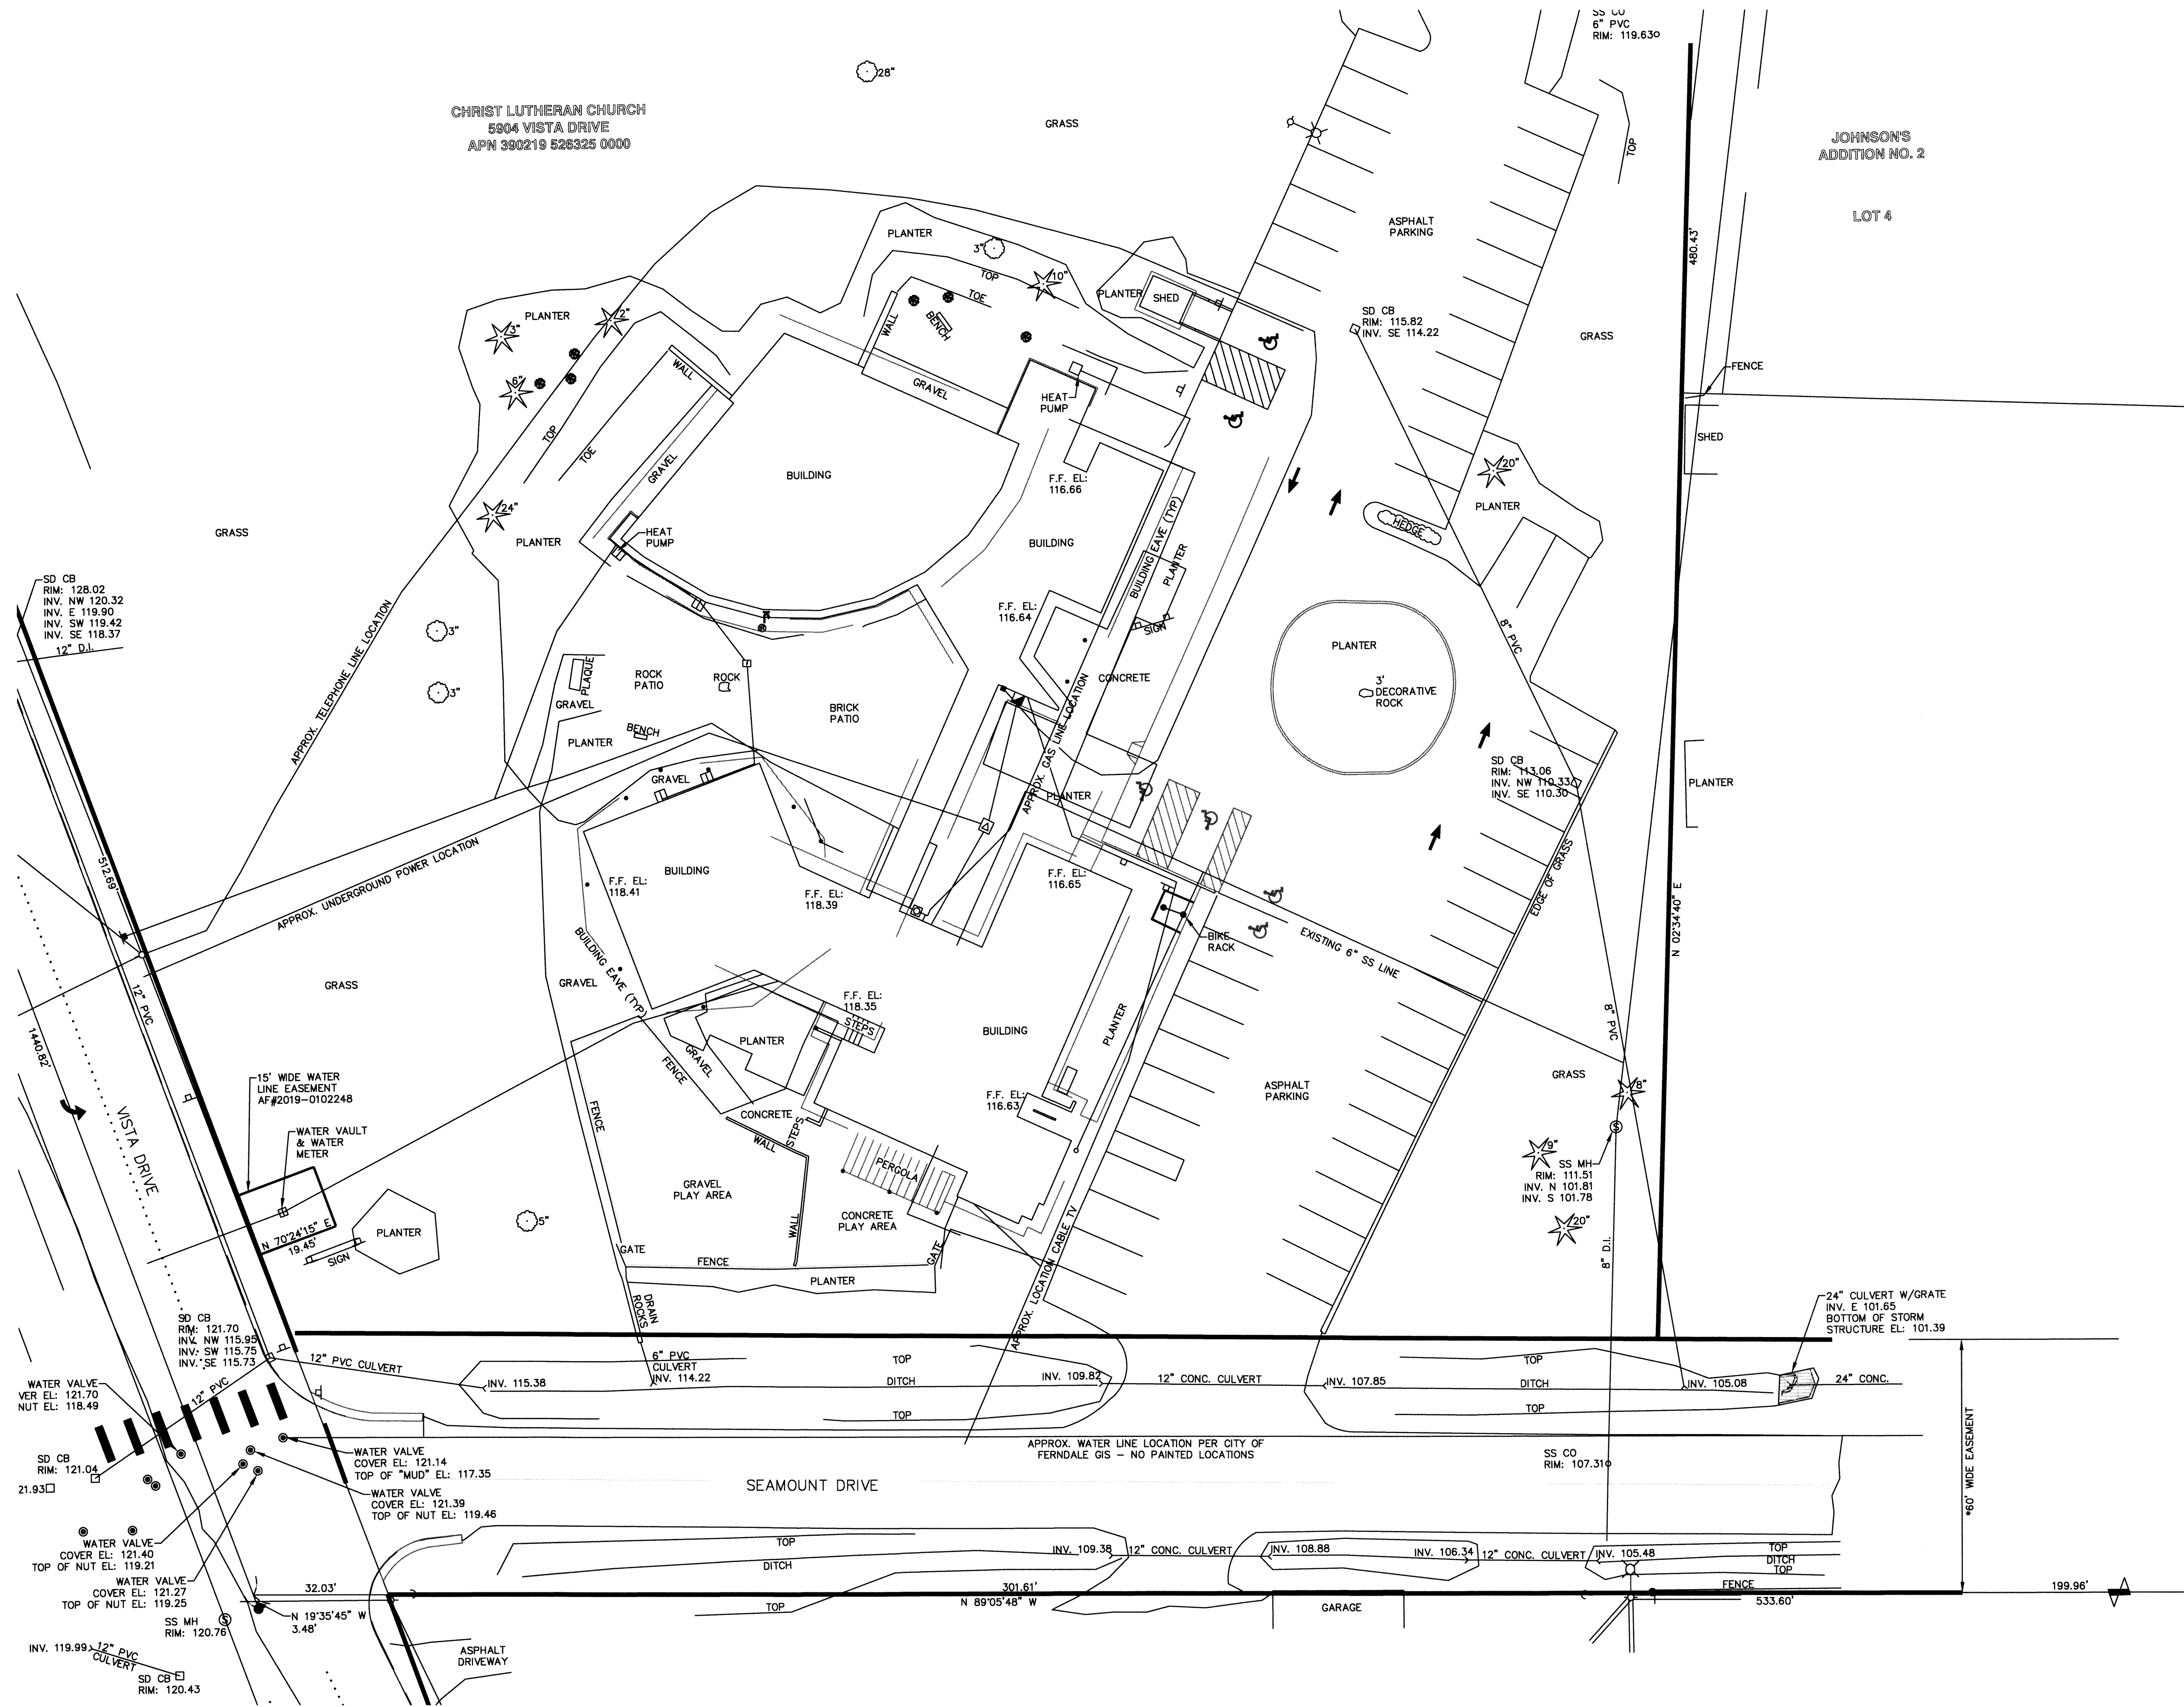 SS CO
6" PVC
RIM: 119.63
28"
CHRIST LUTHERAN CHURCH
5904 VISTA DRIVE
APN 390219 526325 0000
GRASS
TOP
JOHNSON'S
ADDITION NO. 2
LOT 4
480.43'
ASPHALT
PARKING
PLANTER
3"
TOP
10"
TOE
PLANTER
SHED
WALL
BENCH
PLANTER
3"
2"
6"
WALL
GRAVEL
HEAT
PUMP
SD CB
RIM: 115.82
INV. SE 114.22
GRASS
FENCE
SHED
TOP
TOE
GRAVEL
BUILDING
F.F. EL:
116.66
20"
PLANTER
HEDGE
24"
PLANTER
HEAT
PUMP
BUILDING
BUILDING EAVE (TYP)
PLANTER
GRASS
SD CB
RIM: 128.02
INV. NW 120.32
INV. E 119.90
INV. SW 119.42
INV. SE 118.37
12" D.I.
APPROX. TELEPHONE LINE LOCATION
3"
3"
F.F. EL:
116.64
SIGN
CONCRETE
PLANTER
3'
DECORATIVE
ROCK
8" PVC
PLAQUE
GRAVEL
ROCK
PATIO
ROCK
BRICK
PATIO
BENCH
PLANTER
GRAVEL
APPROX. GAS LINE LOCATION
PLANTER
SD CB
RIM: 113.06
INV. NW 110.33
INV. SE 110.30
PLANTER
512.69'
APPROX. UNDERGROUND POWER LOCATION
BUILDING
F.F. EL:
118.41
F.F. EL:
118.39
F.F. EL:
116.65
EDGE OF GRASS
N 02°34'40" E
BIKE
RACK
EXISTING 6" SS LINE
BUILDING EAVE (TYP)
GRASS
GRAVEL
12" PVC
1440.82'
F.F. EL:
118.35
STEPS
BUILDING
PLANTER
8" PVC
PLANTER
GRAVEL
FENCE
FENCE
15' WIDE WATER
LINE EASEMENT
AF#2019-0102248
VISTA DRIVE
WATER VAULT
& WATER
METER
CONCRETE
WALL
STEPS
F.F. EL:
116.63
ASPHALT
PARKING
GRASS
8"
9"
SS MH
RIM: 111.51
INV. N 101.81
INV. S 101.78
20"
8" D.I.
PERGOLA
GRAVEL
PLAY AREA
WALL
CONCRETE
PLAY AREA
5"
PLANTER
N 70°24'15" E
19.45'
SIGN
GATE
FENCE
GATE
PLANTER
DRAIN
ROCKS
APPROX. LOCATION CABLE TV
24" CULVERT W/GRATE
INV. E 101.65
BOTTOM OF STORM
STRUCTURE EL: 101.39
SD CB
RIM: 121.70
INV. NW 115.95
INV. SW 115.75
INV. SE 115.73
12" PVC CULVERT
INV. 115.38
6" PVC
CULVERT
INV. 114.22
TOP
DITCH
TOP
INV. 109.82
12" CONC. CULVERT
INV. 107.85
TOP
DITCH
TOP
INV. 105.08
24" CONC.
WATER VALVE
VER EL: 121.70
NUT EL: 118.49
12" PVC
SD CB
RIM: 121.04
21.93
WATER VALVE
COVER EL: 121.14
TOP OF "MUD" EL: 117.35
WATER VALVE
COVER EL: 121.39
TOP OF NUT EL: 119.46
APPROX. WATER LINE LOCATION PER CITY OF
FERNDALE GIS – NO PAINTED LOCATIONS
SEAMOUNT DRIVE
SS CO
RIM: 107.31
*60' WIDE EASEMENT
WATER VALVE
COVER EL: 121.40
TOP OF NUT EL: 119.21
WATER VALVE
COVER EL: 121.27
TOP OF NUT EL: 119.25
SS MH
RIM: 120.76
32.03'
N 19°35'45" W
3.48'
TOP
DITCH
TOP
INV. 109.38
12" CONC. CULVERT
INV. 108.88
INV. 106.34
12" CONC. CULVERT
INV. 105.48
TOP
DITCH
TOP
FENCE
301.61'
N 89°05'48" W
533.60'
199.96'
GARAGE
INV. 119.99
12" PVC
CULVERT
SD CB
RIM: 120.43
ASPHALT
DRIVEWAY